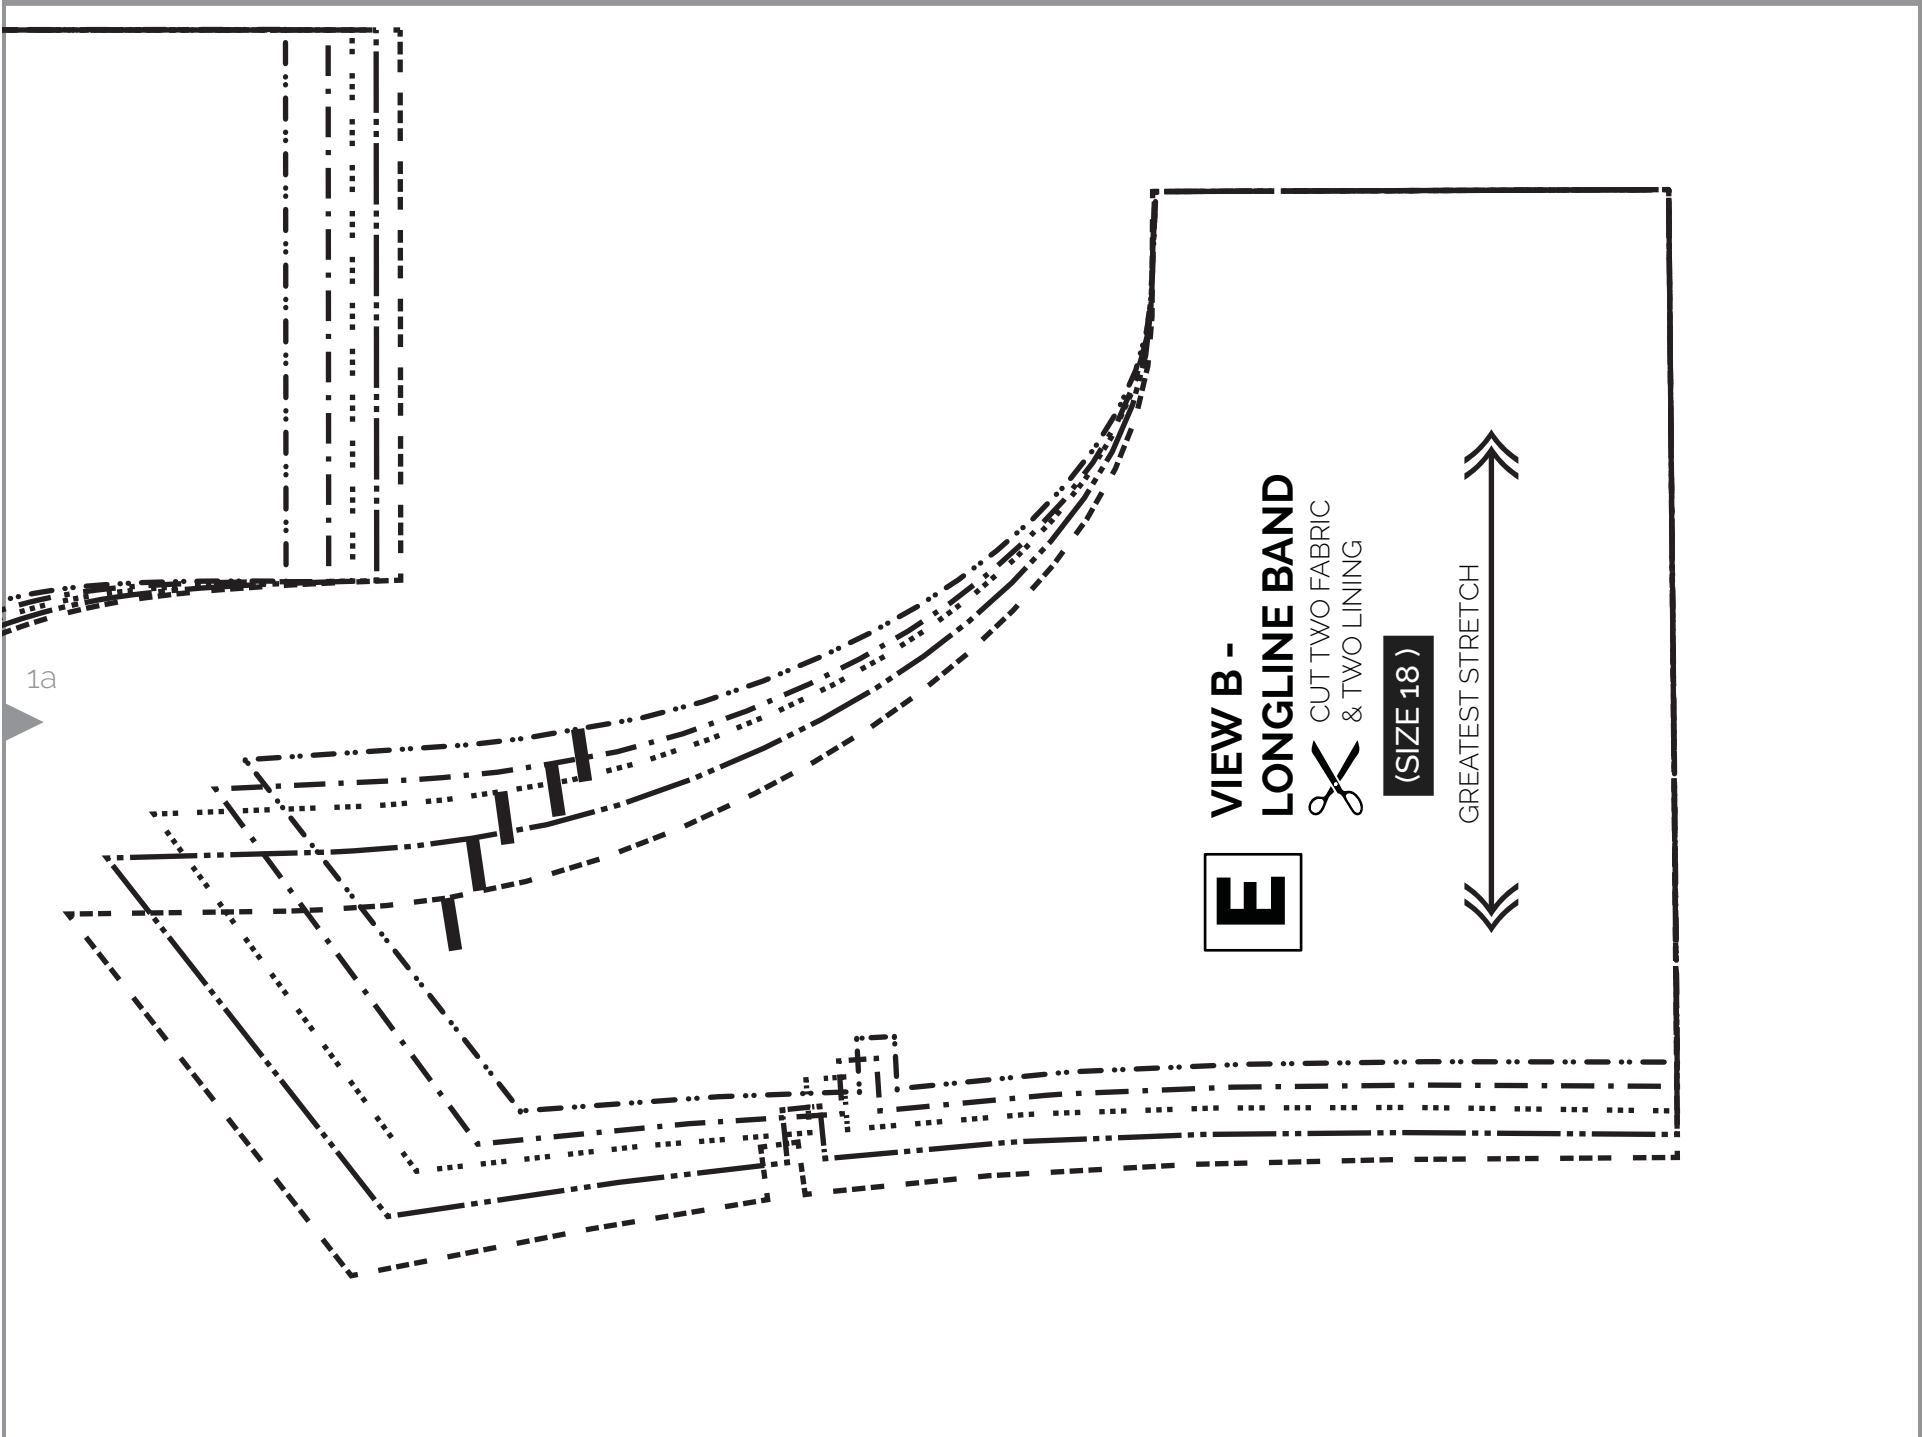 1a
E
VIEW B -
LONGLINE BAND
CUT TWO FABRIC
& TWO LINING
(SIZE 18 )
GREATEST STRETCH